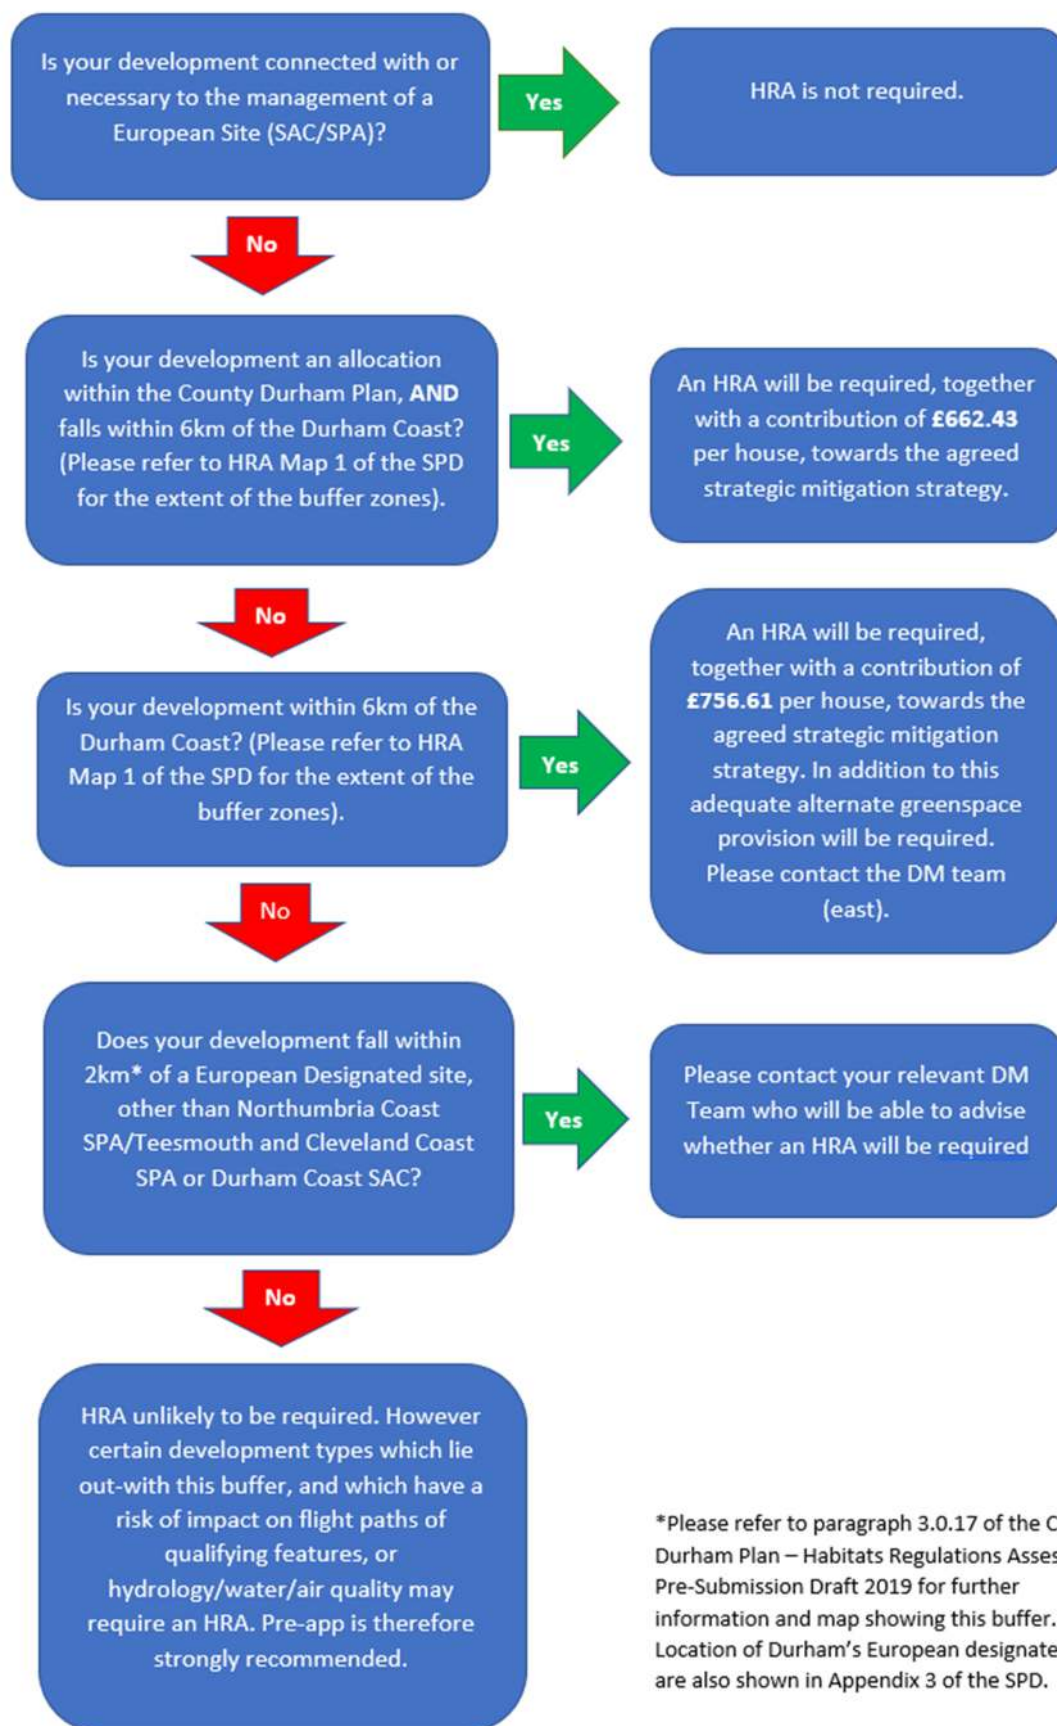 Is your development connected with or
necessary to the management of a
European Site (SAC/SPA)?
Yes
HRA is not required.
No
Is your development an allocation
within the County Durham Plan, AND
falls within 6km of the Durham Coast?
(Please refer to HRA Map 1 of the SPD
for the extent of the buffer zones).
Yes
An HRA will be required, together
with a contribution of £662.43
per house, towards the agreed
strategic mitigation strategy.
No
Is your development within 6km of the
Durham Coast? (Please refer to HRA
Map 1 of the SPD for the extent of the
buffer zones).
Yes
An HRA will be required,
together with a contribution of
£756.61 per house, towards the
agreed strategic mitigation
strategy. In addition to this
adequate alternate greenspace
provision will be required.
Please contact the DM team
(east).
No
Does your development fall within
2km* of a European Designated site,
other than Northumbria Coast
SPA/Teesmouth and Cleveland Coast
SPA or Durham Coast SAC?
Yes
Please contact your relevant DM
Team who will be able to advise
whether an HRA will be required
No
HRA unlikely to be required. However
certain development types which lie
out-with this buffer, and which have a
risk of impact on flight paths of
qualifying features, or
hydrology/water/air quality may
require an HRA. Pre-app is therefore
strongly recommended.
*Please refer to paragraph 3.0.17 of the
Durham Plan – Habitats Regulations
Pre-Submission Draft 2019 for further
information and map showing this buffer.
Location of Durham's European
are also shown in Appendix 3 of the SPD.